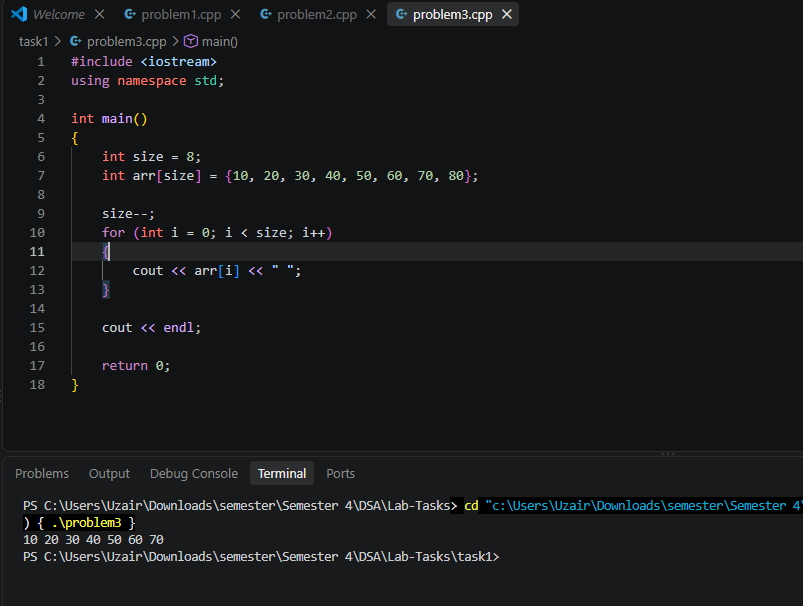 Welcome problem1.cpp problem2.cpp problem3.cpp
task1 > problem3.cpp > main()
1 #include <iostream>
2 using namespace std;
3
4 int main()
5 {
6     int size = 8;
7     int arr[size] = {10, 20, 30, 40, 50, 60, 70, 80};
8
9     size--;
10     for (int i = 0; i < size; i++)
11     {
12         cout << arr[i] << " ";
13     }
14
15     cout << endl;
16
17     return 0;
18 }
Problems Output Debug Console Terminal Ports
PS C:\Users\Uzair\Downloads\semester\Semester 4\DSA\Lab-Tasks> cd "c:\Users\Uzair\Downloads\semester\Semester 4\
) { .\problem3 }
10 20 30 40 50 60 70
PS C:\Users\Uzair\Downloads\semester\Semester 4\DSA\Lab-Tasks\task1>